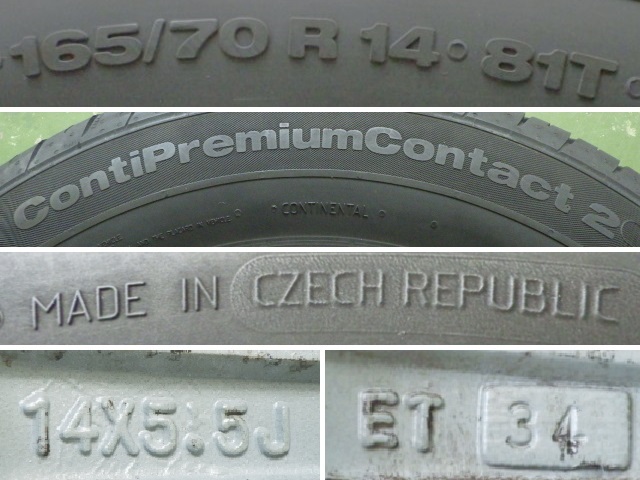 165/70 R 14 81T
ContiPremiumContact 2
CONTINENTAL
MADE IN CZECH REPUBLIC
14X5.5J
ET 34